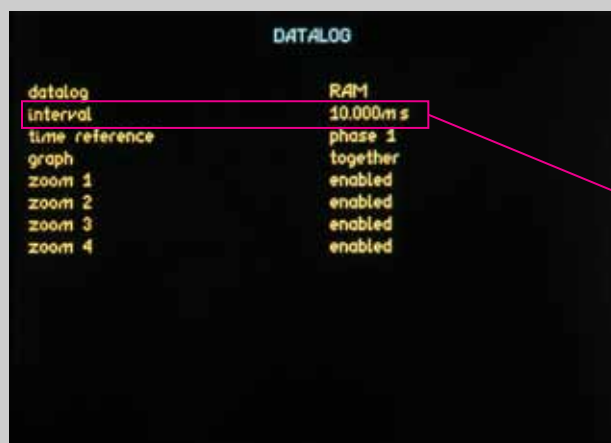 DATALOG
datalog RAM
interval 10.000ms
time reference phase 1
graph together
zoom 1 enabled
zoom 2 enabled
zoom 3 enabled
zoom 4 enabled